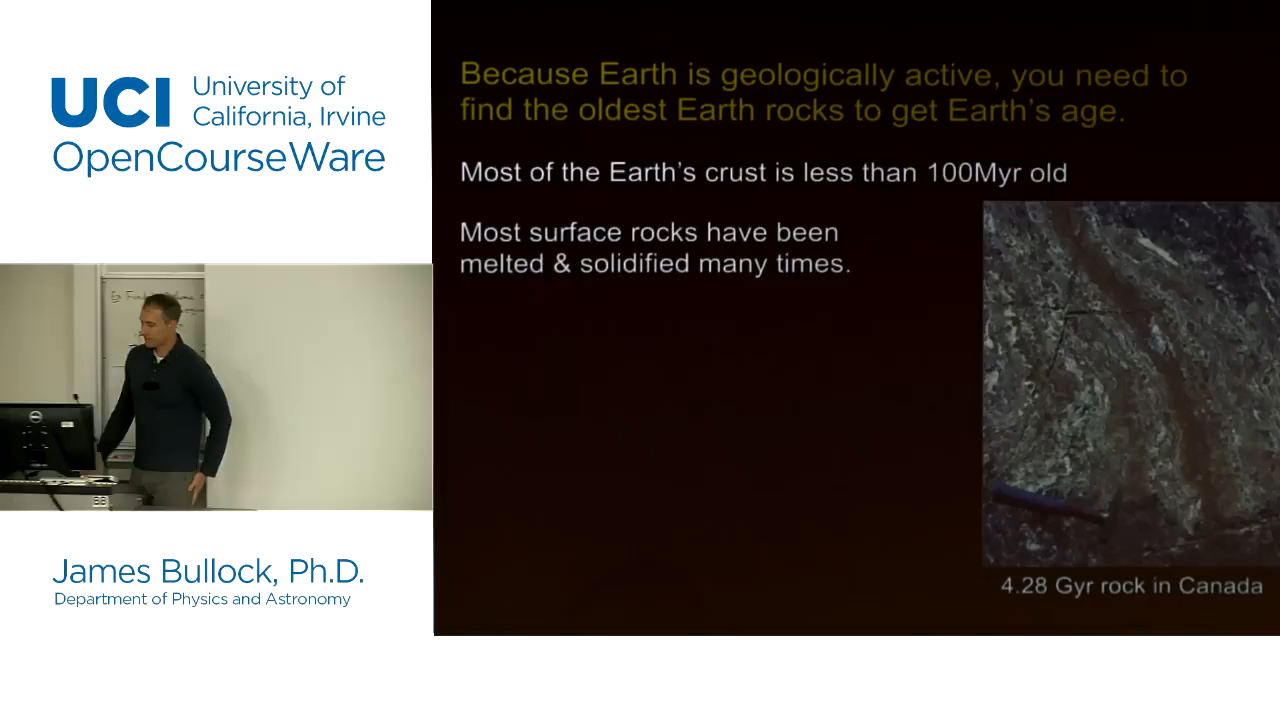 UCI University of
California, Irvine
OpenCourseWare
Because Earth is geologically active, you need to
find the oldest Earth rocks to get Earth's age.
Most of the Earth's crust is less than 100Myr old
Most surface rocks have been
melted & solidified many times.
4.28 Gyr rock in Canada
James Bullock, Ph.D.
Department of Physics and Astronomy